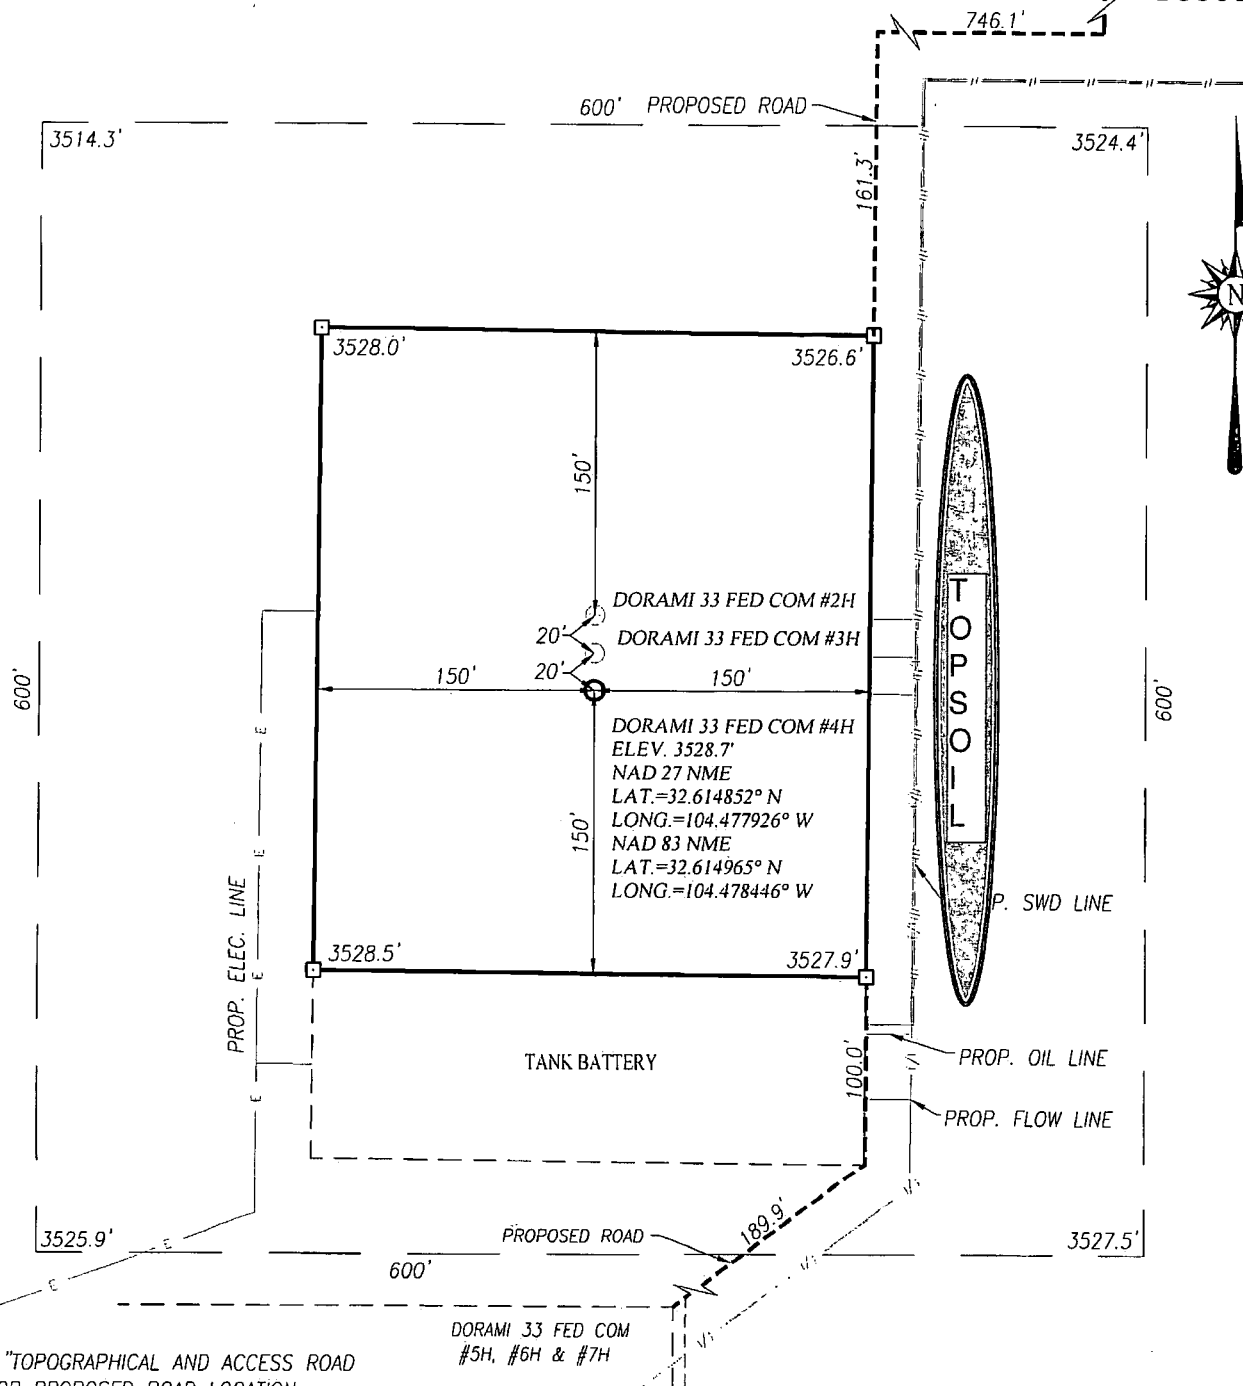 746.1'
600' PROPOSED ROAD
3514.3'
3524.4'
161.3'
N
3528.0'
3526.6'
150'
DORAMI 33 FED COM #2H
20'
DORAMI 33 FED COM #3H
20'
150'
150'
600'
600'
TOPSOIL
DORAMI 33 FED COM #4H
ELEV. 3528.7'
NAD 27 NME
LAT.=32.614852° N
LONG.=104.477926° W
NAD 83 NME
LAT.=32.614965° N
LONG.=104.478446° W
150'
E
E
E
E
PROP. ELEC. LINE
P. SWD LINE
3528.5'
3527.9'
TANK BATTERY
100.0'
PROP. OIL LINE
PROP. FLOW LINE
3525.9'
E
E
PROPOSED ROAD
189.9'
3527.5'
600'
DORAMI 33 FED COM
#5H, #6H & #7H
"TOPOGRAPHICAL AND ACCESS ROAD
PROPOSED ROAD LOCATION